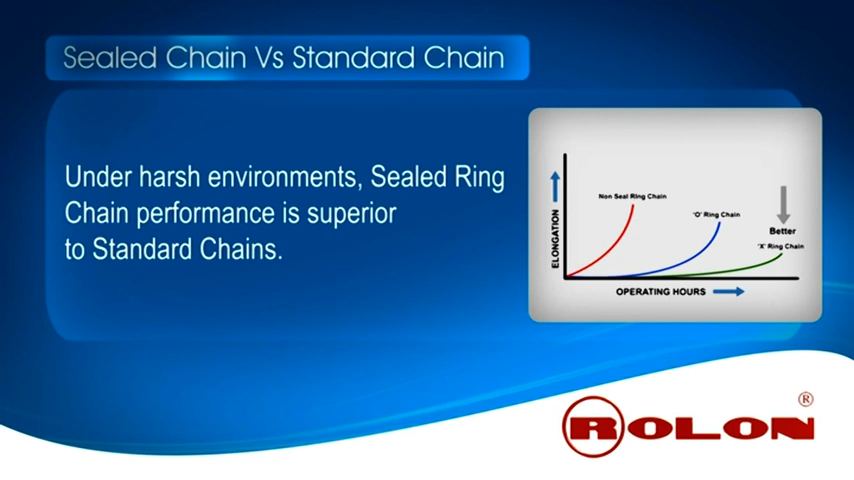 Sealed Chain Vs Standard Chain
Under harsh environments, Sealed Ring
Chain performance is superior
to Standard Chains.
Non Seal Ring Chain
'O' Ring Chain
Better
'X' Ring Chain
ELONGATION
OPERATING HOURS
ROLON
®